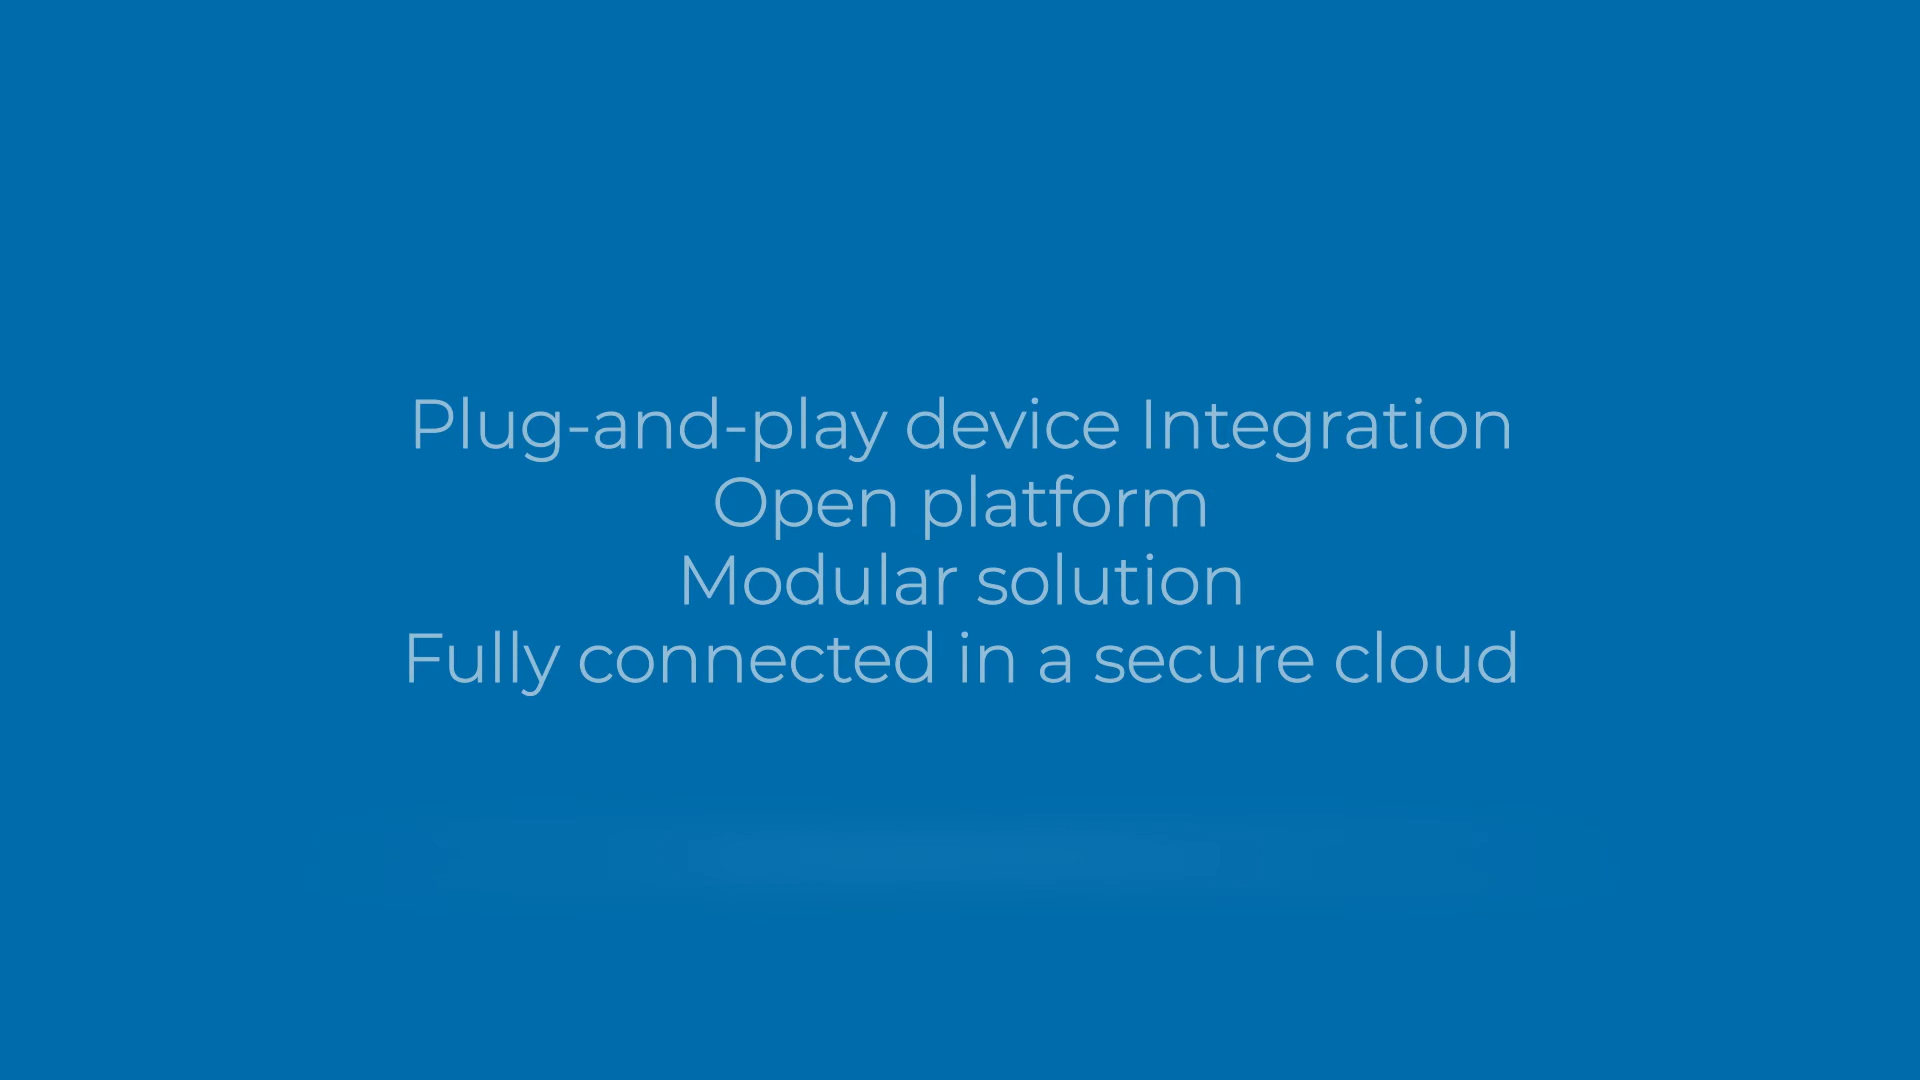 Plug-and-play device Integration
Open platform
Modular solution
Fully connected in a secure cloud